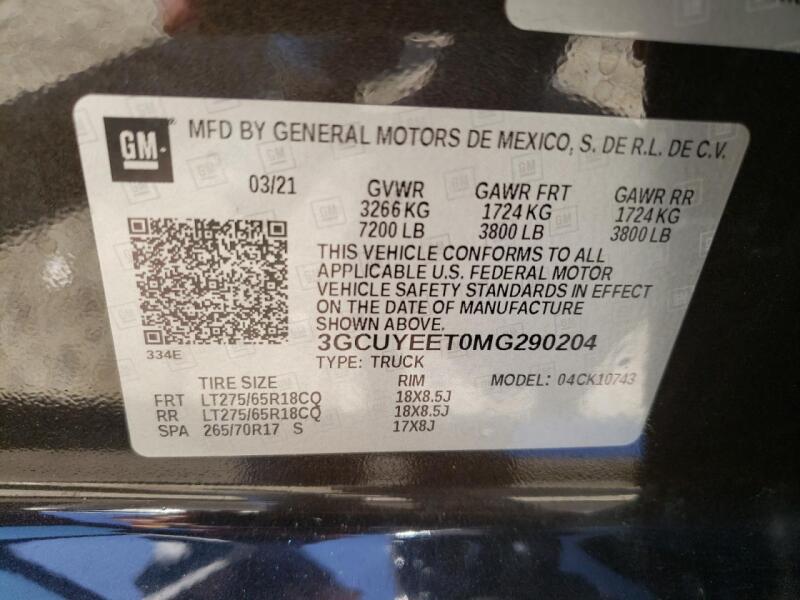 GM
MFD BY GENERAL MOTORS DE MEXICO, S. DE R.L. DE C.V.
03/21 GVWR GAWR FRT GAWR RR
3266 KG 1724 KG 1724 KG
7200 LB 3800 LB 3800 LB
THIS VEHICLE CONFORMS TO ALL
APPLICABLE U.S. FEDERAL MOTOR
VEHICLE SAFETY STANDARDS IN EFFECT
ON THE DATE OF MANUFACTURE
SHOWN ABOVE
3GCUYEET0MG290204
334E
TYPE: TRUCK
TIRE SIZE RIM MODEL: 04CK10743
FRT LT275/65R18CQ 18X8.5J
RR LT275/65R18CQ 18X8.5J
SPA 265/70R17 S 17X8J